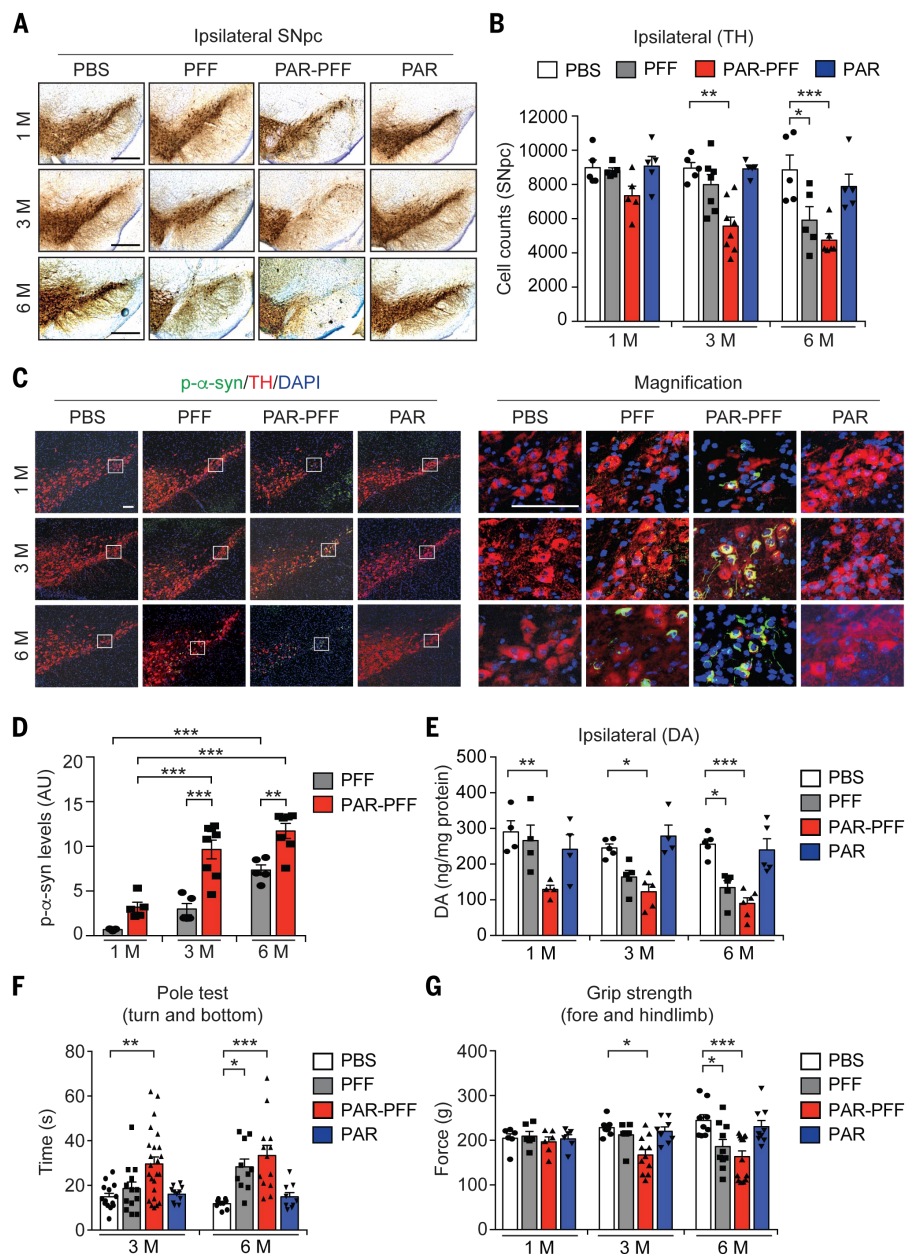 A
Ipsilateral SNpc
PBS PFF PAR-PFF PAR
1 M
3 M
6 M
B
Ipsilateral (TH)
PBS PFF PAR-PFF PAR
Cell counts (SNpc)
12000
10000
8000
6000
4000
2000
0
** *** *
1 M 3 M 6 M
C
p-α-syn/TH/DAPI
PBS PFF PAR-PFF PAR
Magnification
PBS PFF PAR-PFF PAR
1 M
3 M
6 M
D
p-α-syn levels (AU)
20
15
10
5
0
***
***
***
*** **
PFF
PAR-PFF
1 M 3 M 6 M
E
Ipsilateral (DA)
DA (ng/mg protein)
500
400
300
200
100
0
** * *** *
PBS
PFF
PAR-PFF
PAR
1 M 3 M 6 M
F
Pole test
(turn and bottom)
Time (s)
80
60
40
20
0
** *** *
PBS
PFF
PAR-PFF
PAR
3 M 6 M
G
Grip strength
(fore and hindlimb)
Force (g)
400
300
200
100
0
* *** *
PBS
PFF
PAR-PFF
PAR
1 M 3 M 6 M